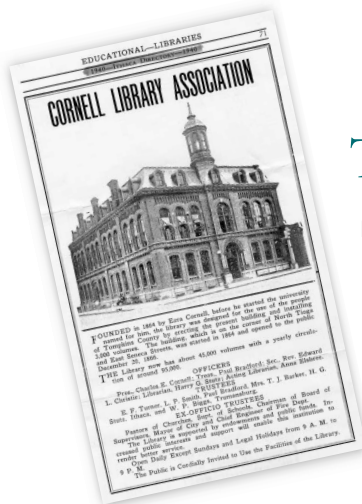 EDUCATIONAL—LIBRARIES 71
1940—ITHACA DIRECTORY—1940
CORNELL LIBRARY ASSOCIATION
FOUNDED in 1864 by Ezra Cornell, before he started the university
named for him, the library was designed for the use of the people
of Tompkins County by erecting the present building and installing
3,000 volumes. The building, which is on the corner of North Tioga
and East Seneca Streets, was started in 1864 and opened to the public
December 20, 1866.
THE Library now has about 45,000 volumes with a yearly circula-
tion of around 95,000.
OFFICERS
Pres., Charles E. Cornell; Treas., Paul Bradford; Sec., Rev. Edward
L. Christie; Librarian, Harry G. Stutz; Acting Librarian, Anna
TRUSTEES
E. F. Turner, L. P. Smith, Paul Bradford, Mrs. T. J. Barker, H. G.
Stutz, Ithaca, and W. P. Biggs, Trumansburg.
EX-OFFICIO TRUSTEES
Pastors of Churches, Supt. of Schools, Chairman of Board of
Supervisors, Mayor of City and Chief Engineer of Fire Dept.
The Library is supported by endowments and public funds. In-
creased public interests and support will enable this institution to
render better service.
Open Daily Except Sundays and Legal Holidays from 9 A. M. to
9 P. M.
The Public is Cordially Invited to Use the Facilities of the Library.